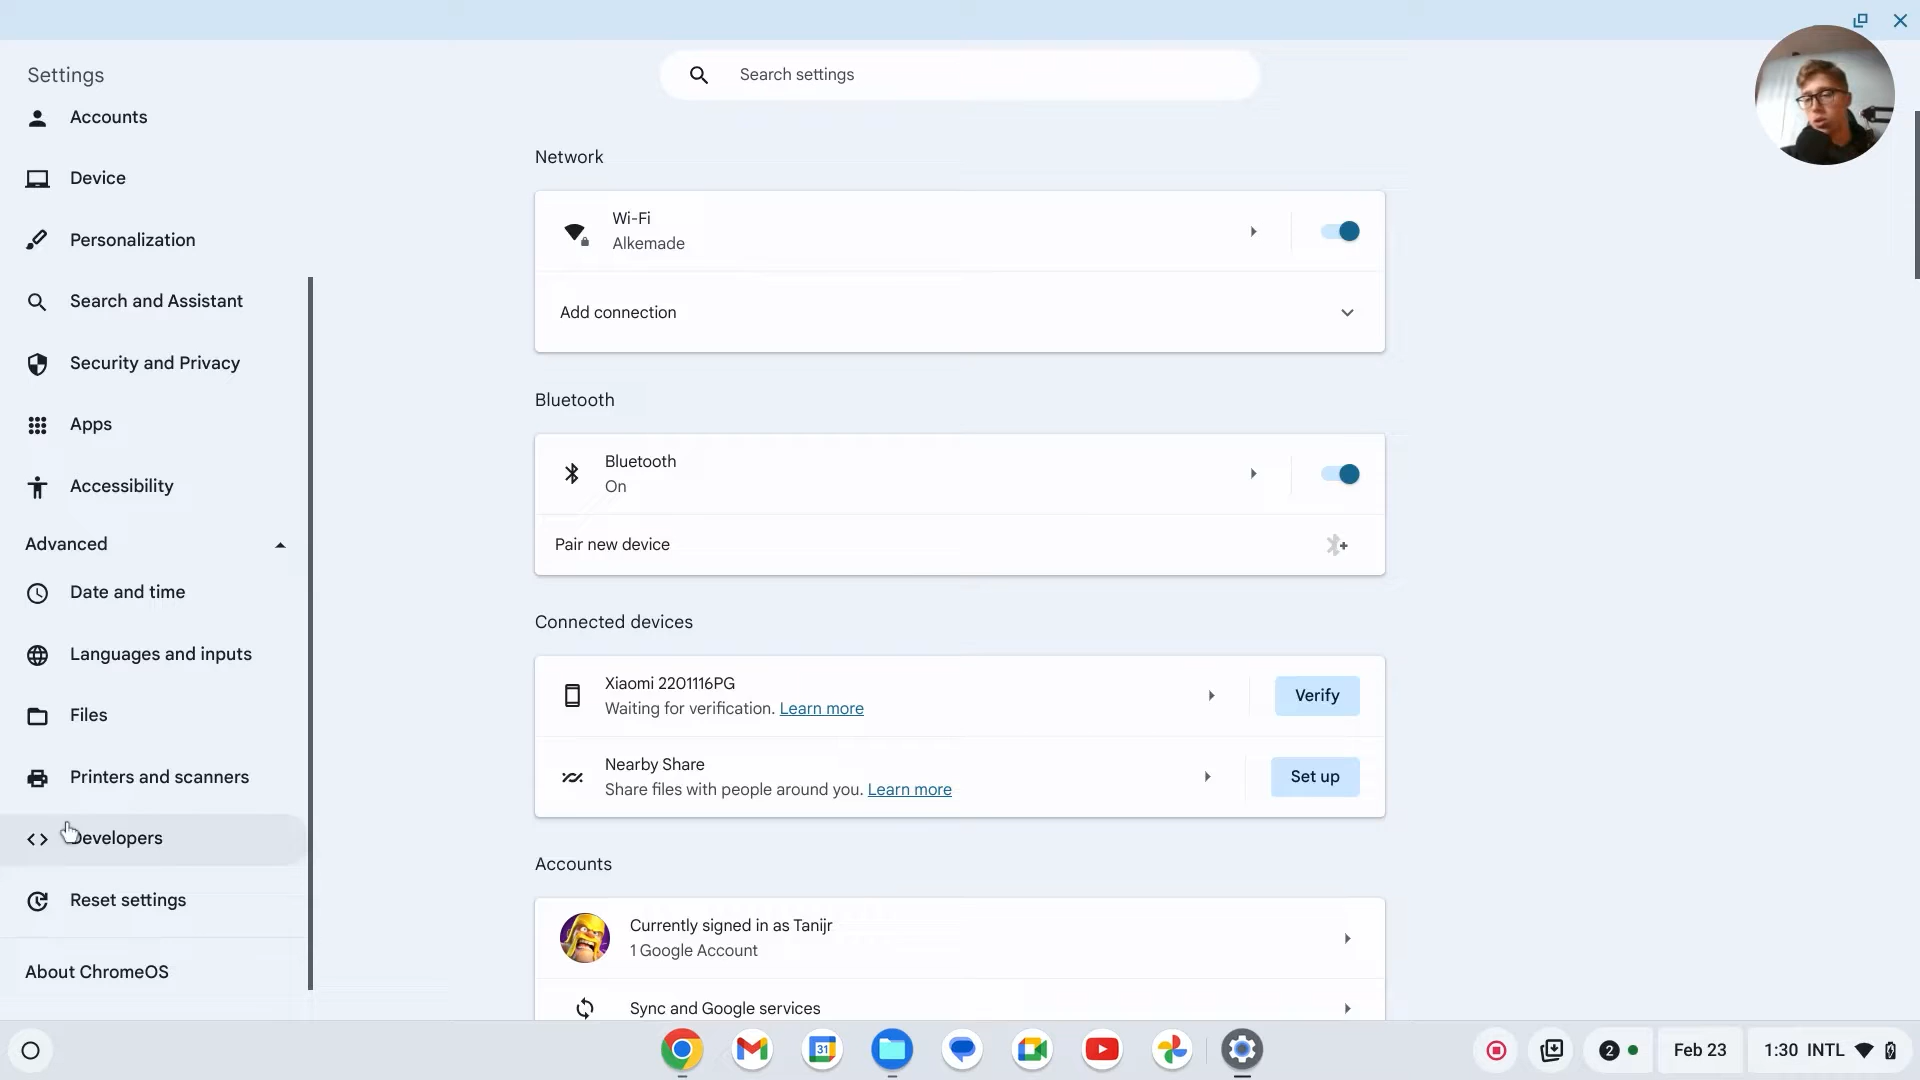 Settings
Search settings
Accounts
Device
Personalization
Search and Assistant
Security and Privacy
Apps
Accessibility
Advanced
Date and time
Languages and inputs
Files
Printers and scanners
Developers
Reset settings
About ChromeOS
Network
Wi-Fi
Alkemade
Add connection
Bluetooth
Bluetooth
On
Pair new device
Connected devices
Xiaomi 2201116PG
Waiting for verification. Learn more
Verify
Nearby Share
Share files with people around you. Learn more
Set up
Accounts
Currently signed in as Tanijr
1 Google Account
Sync and Google services
31
2
Feb 23
1:30 INTL